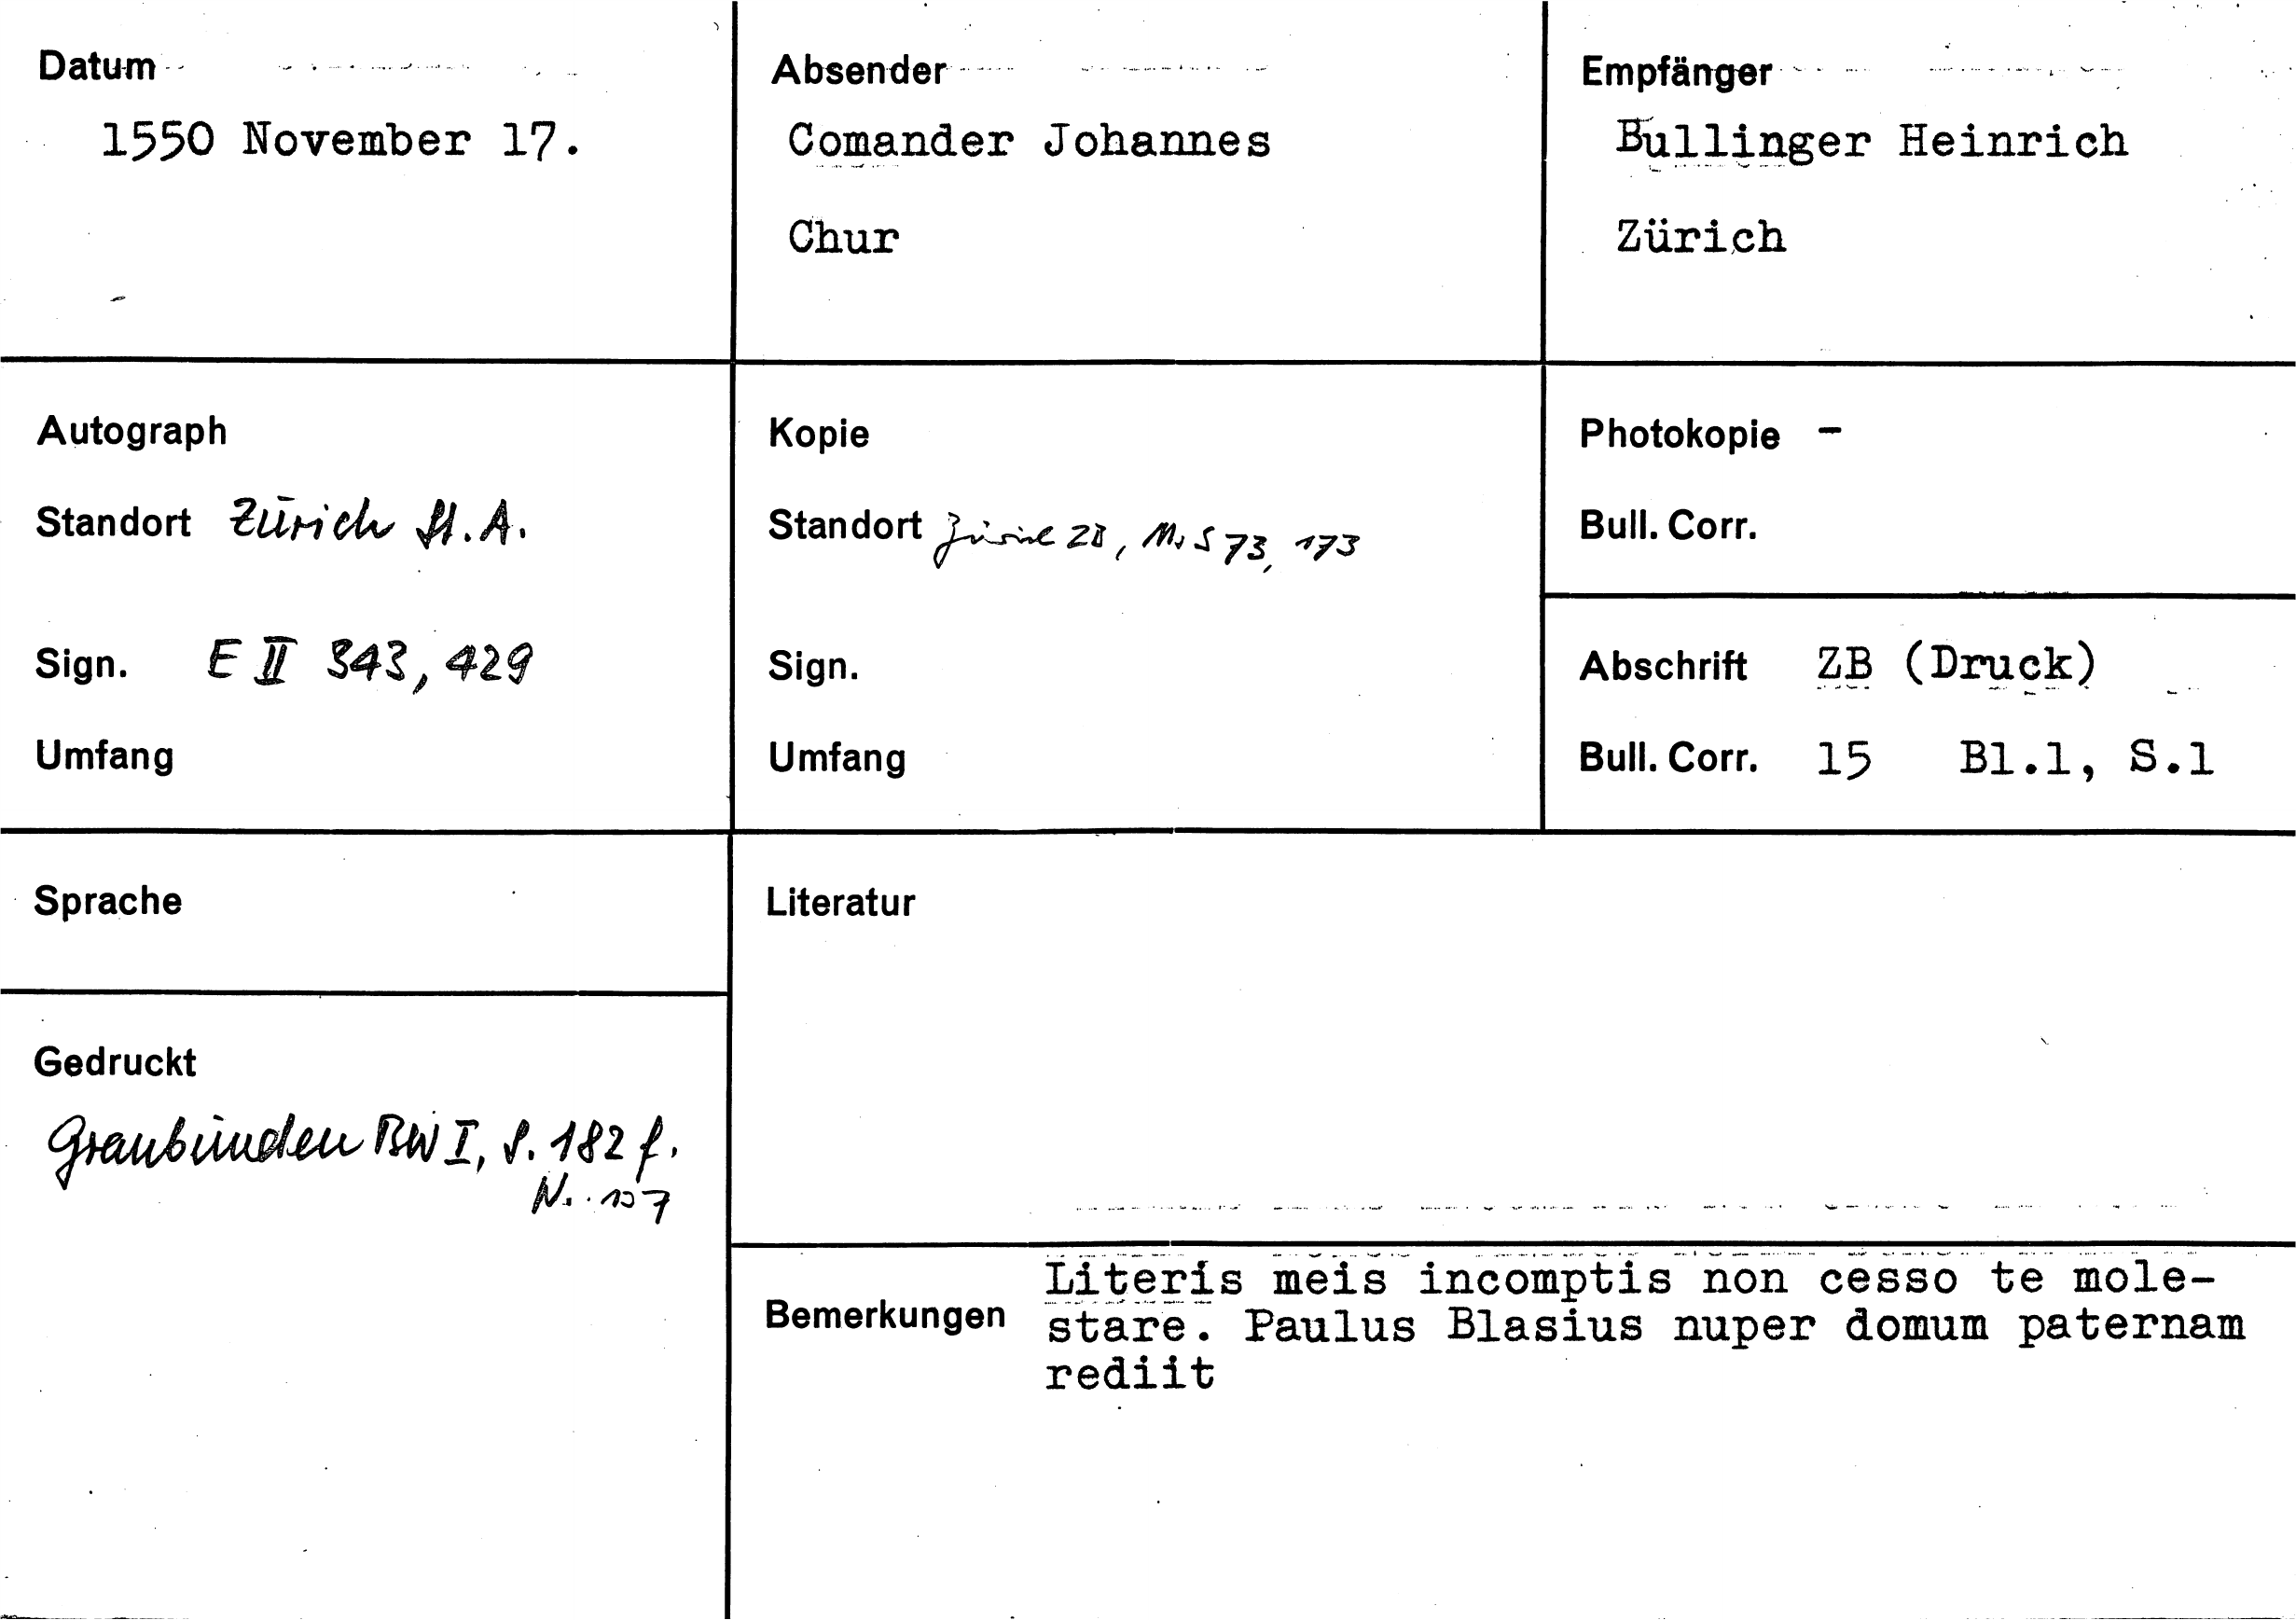 Datum
1550 November 17.
Absender
Comander Johannes
Chur
Empfänger
Bullinger Heinrich
Zürich
Autograph
Standort Zürich St.A.
Sign. E II 343, 429
Umfang
Kopie
Standort Zürich ZB, Ms S 73, 173
Sign.
Umfang
Photokopie -
Bull. Corr.
Abschrift ZB (Druck)
Bull. Corr. 15 Bl.1, S.1
Sprache
Gedruckt
Graubünden BW I, S. 182 f.
N. 137
Literatur
Bemerkungen
Literis meis incomptis non cesso te mole-
stare. Paulus Blasius nuper domum paternam
rediit